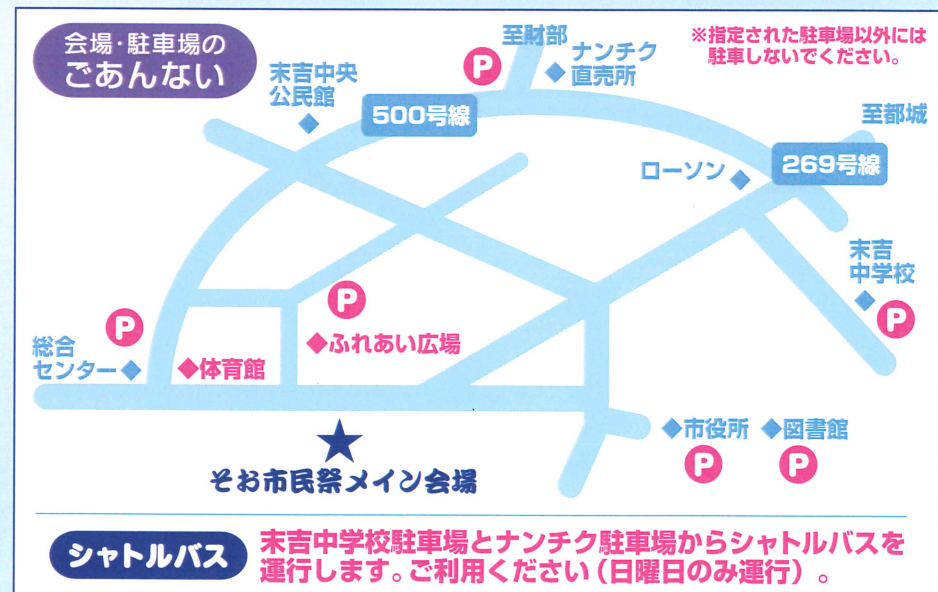 会場・駐車場の
ごあんない
※指定された駐車場以外には
駐車しないでください。
至財部
P
ナンチク
直売所
末吉中央
公民館
500号線
至都城
ローソン
269号線
末吉
中学校
P
P
P
総合
センター
体育館
ふれあい広場
市役所
図書館
P
P
そお市民祭メイン会場
シャトルバス
末吉中学校駐車場とナンチク駐車場からシャトルバスを
運行します。ご利用ください（日曜日のみ運行）。